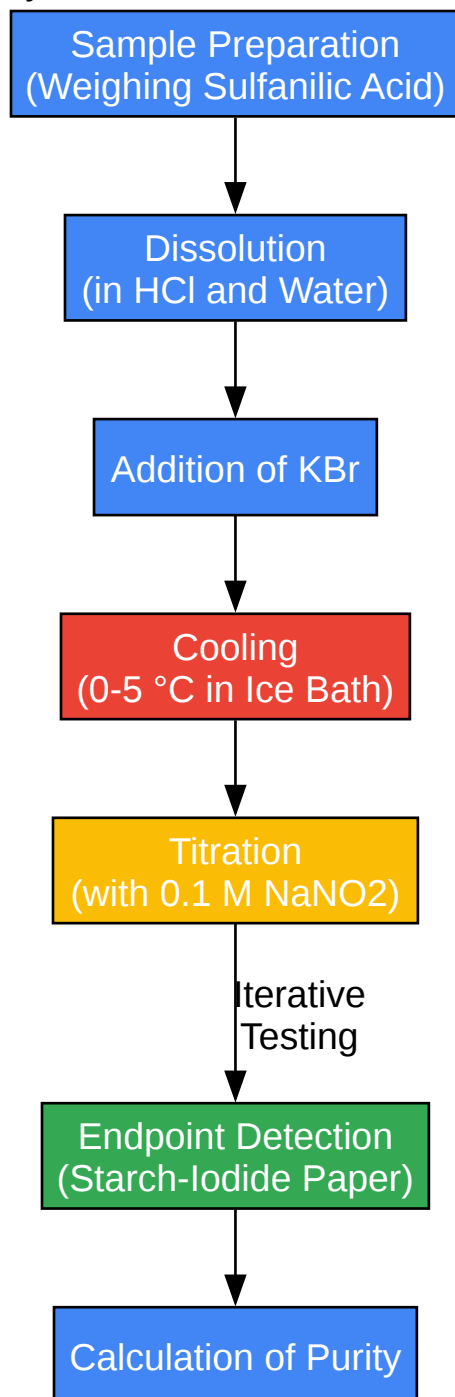 Sample Preparation
(Weighing Sulfanilic Acid)
Dissolution
(in HCl and Water)
Addition of KBr
Cooling
(0-5 °C in Ice Bath)
Titration
(with 0.1 M NaNO2)
Iterative
Testing
Endpoint Detection
(Starch-Iodide Paper)
Calculation of Purity